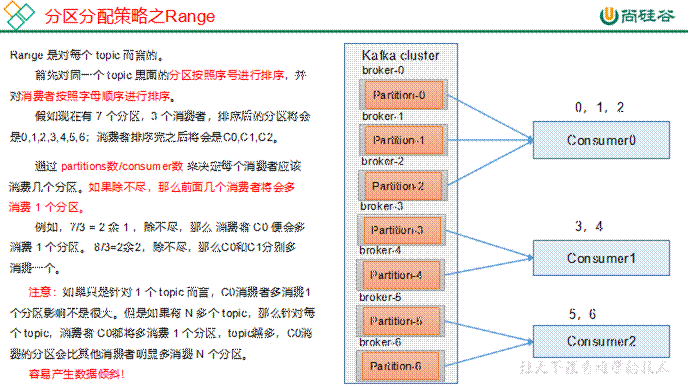 分区分配策略之Range
尚硅谷
Range 是对每个 topic 而言的。
首先对同一个 topic 里面的分区按照序号进行排序，并
对消费者按照字母顺序进行排序。
假如现在有 7 个分区，3 个消费者，排序后的分区将会
是0,1,2,3,4,5,6；消费者排序完之后将会是C0,C1,C2。
通过 partitions数/consumer数 来决定每个消费者应该
消费几个分区。如果除不尽，那么前面几个消费者将会多
消费 1 个分区。
例如，7/3 = 2 余 1 ，除不尽，那么 消费者 C0 便会多
消费 1 个分区。 8/3=2余2，除不尽，那么C0和C1分别多
消费一个。
注意：如果只是针对 1 个 topic 而言，C0消费者多消费1
个分区影响不是很大。但是如果有 N 多个 topic，那么针对每
个 topic，消费者 C0都将多消费 1 个分区，topic越多，C0消
费的分区会比其他消费者明显多消费 N 个分区。
容易产生数据倾斜！
Kafka cluster
broker-0
Partition-0
broker-1
Partition-1
broker-2
Partition-2
broker-3
Partition-3
broker-4
Partition-4
broker-5
Partition-5
broker-6
Partition-6
0，1，2
Consumer0
3，4
Consumer1
5，6
Consumer2